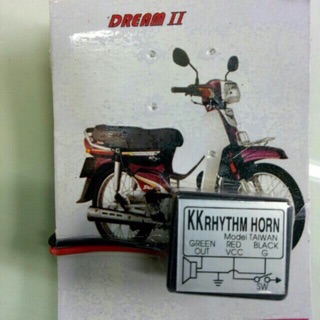 DREAM II
KKRHYTHM HORN
Model TAIWAN
GREEN RED BLACK
OUT VCC G
SW